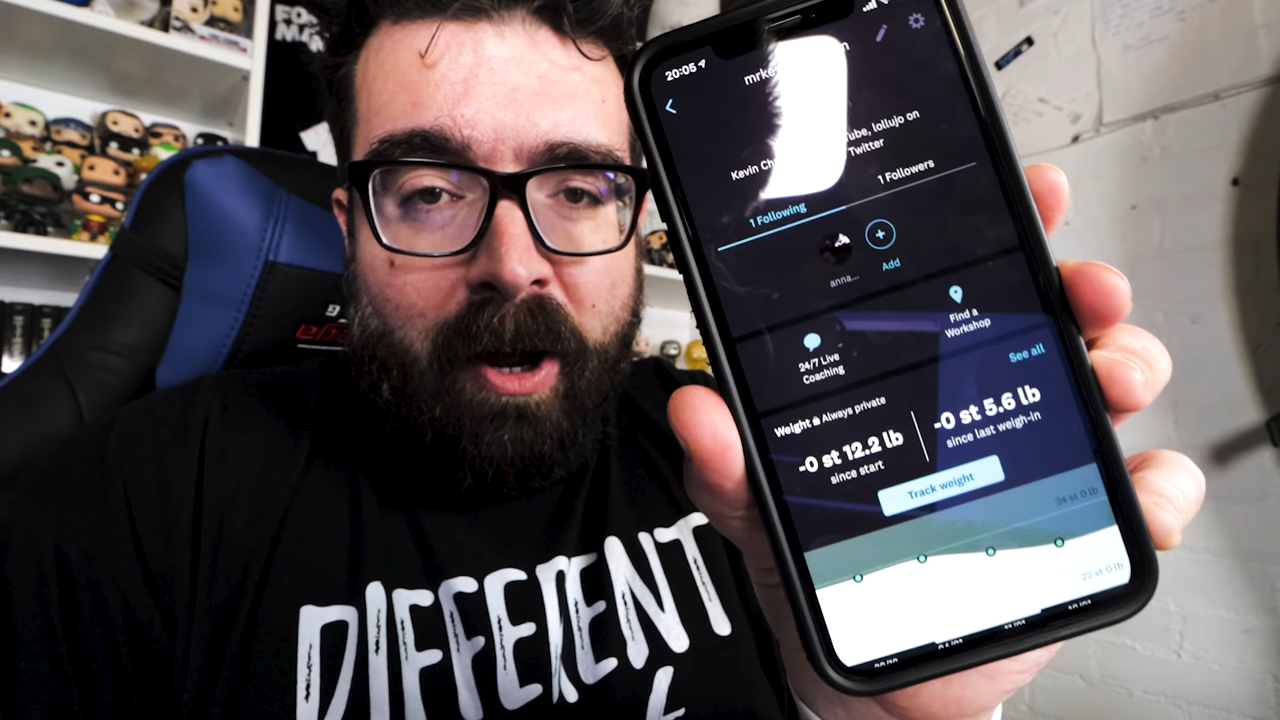 20:05
mrke
Kevin Ch
ube, lollujo on
Twitter
1 Following
1 Followers
anna...
Add
24/7 Live
Coaching
Find a
Workshop
See all
Weight Always private
-0 st 12.2 lb
since start
-0 st 5.6 lb
since last weigh-in
Track weight
24 st 0 lb
22 st 0 lb
DIFFERENT